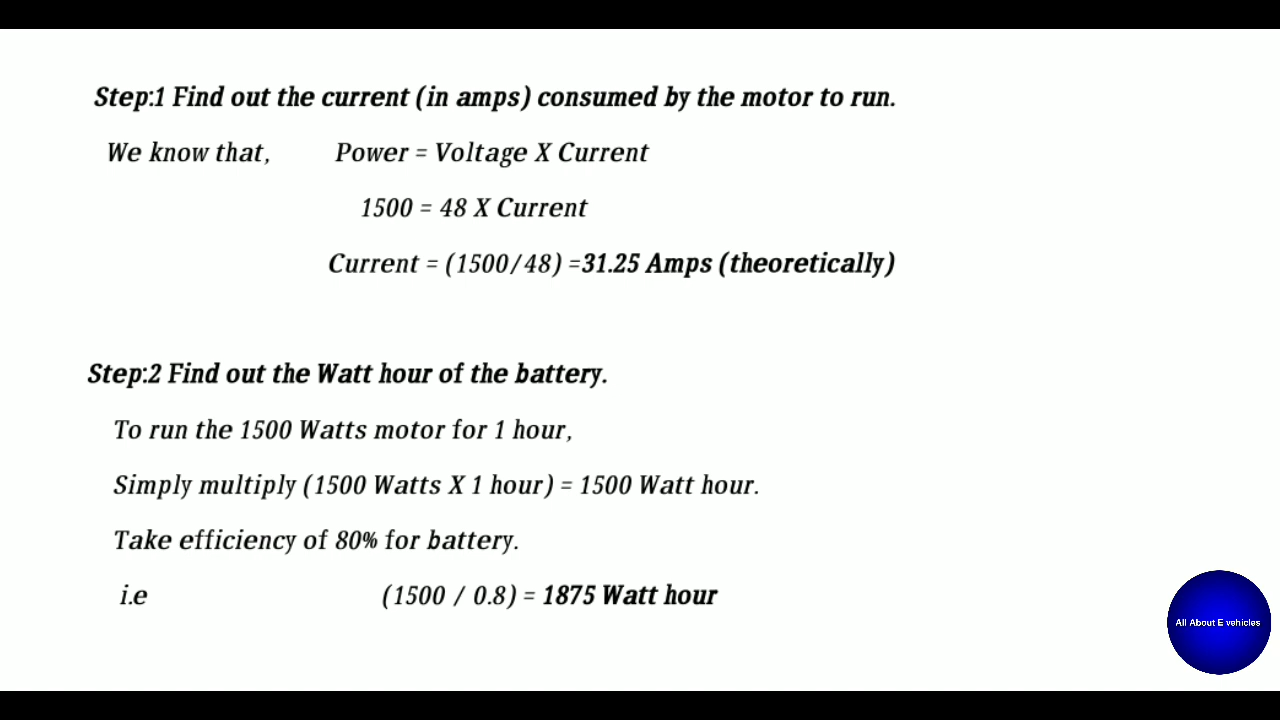 Step:1 Find out the current (in amps) consumed by the motor to run.
We know that, Power = Voltage X Current
1500 = 48 X Current
Current = (1500/48) =31.25 Amps (theoretically)
Step:2 Find out the Watt hour of the battery.
To run the 1500 Watts motor for 1 hour,
Simply multiply (1500 Watts X 1 hour) = 1500 Watt hour.
Take efficiency of 80% for battery.
i.e (1500 / 0.8) = 1875 Watt hour
All About E vehicles